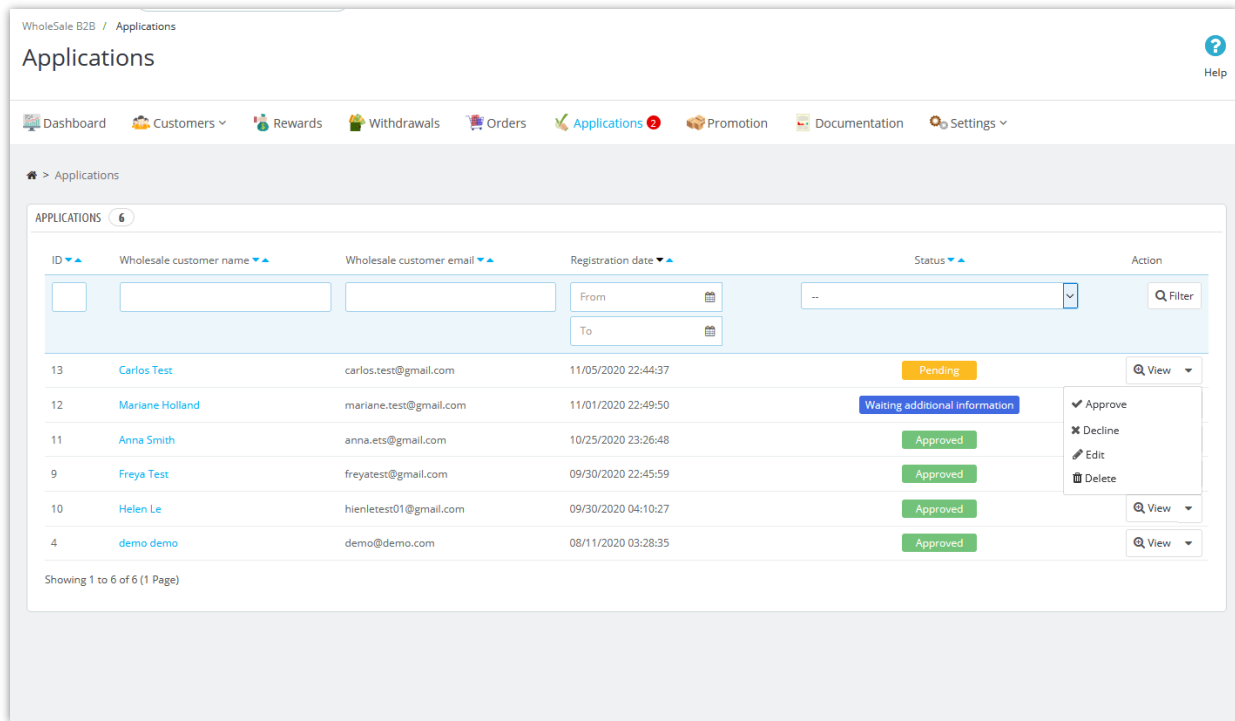 WholeSale B2B / Applications
Applications
Help
Dashboard Customers Rewards Withdrawals Orders Applications 2 Promotion Documentation Settings
> Applications
APPLICATIONS 6
ID Wholesale customer name Wholesale customer email Registration date Status Action
From -- Filter
To
13 Carlos Test carlos.test@gmail.com 11/05/2020 22:44:37 Pending View
12 Mariane Holland mariane.test@gmail.com 11/01/2020 22:49:50 Waiting additional information Approve
Decline
11 Anna Smith anna.ets@gmail.com 10/25/2020 23:26:48 Approved
Edit
9 Freya Test freyatest@gmail.com 09/30/2020 22:45:59 Approved
Delete
10 Helen Le hienletest01@gmail.com 09/30/2020 04:10:27 Approved View
4 demo demo demo@demo.com 08/11/2020 03:28:35 Approved View
Showing 1 to 6 of 6 (1 Page)